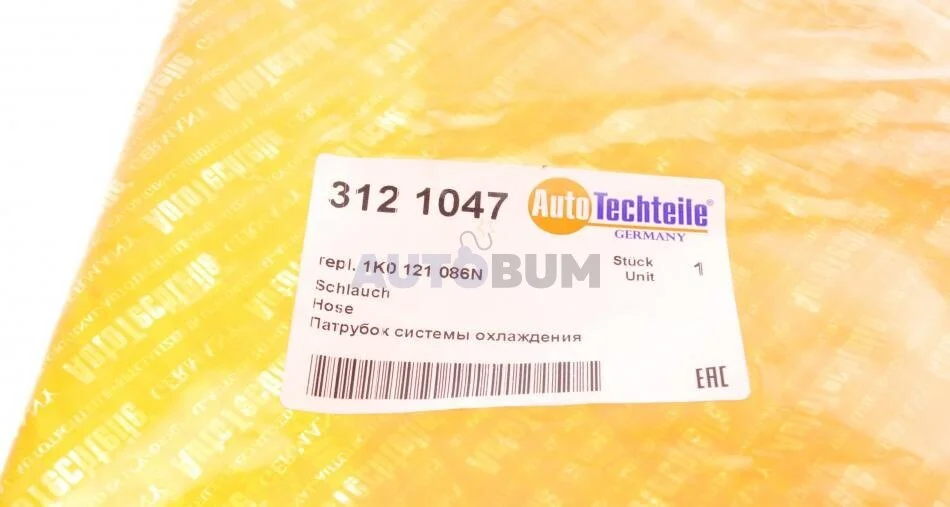 312 1047
AutoTechteile®
GERMANY
repl. 1K0 121 086N
Stück 1
Unit
Schlauch
Hose
Патрубок системы охлаждения
EAC
AUTOBUM